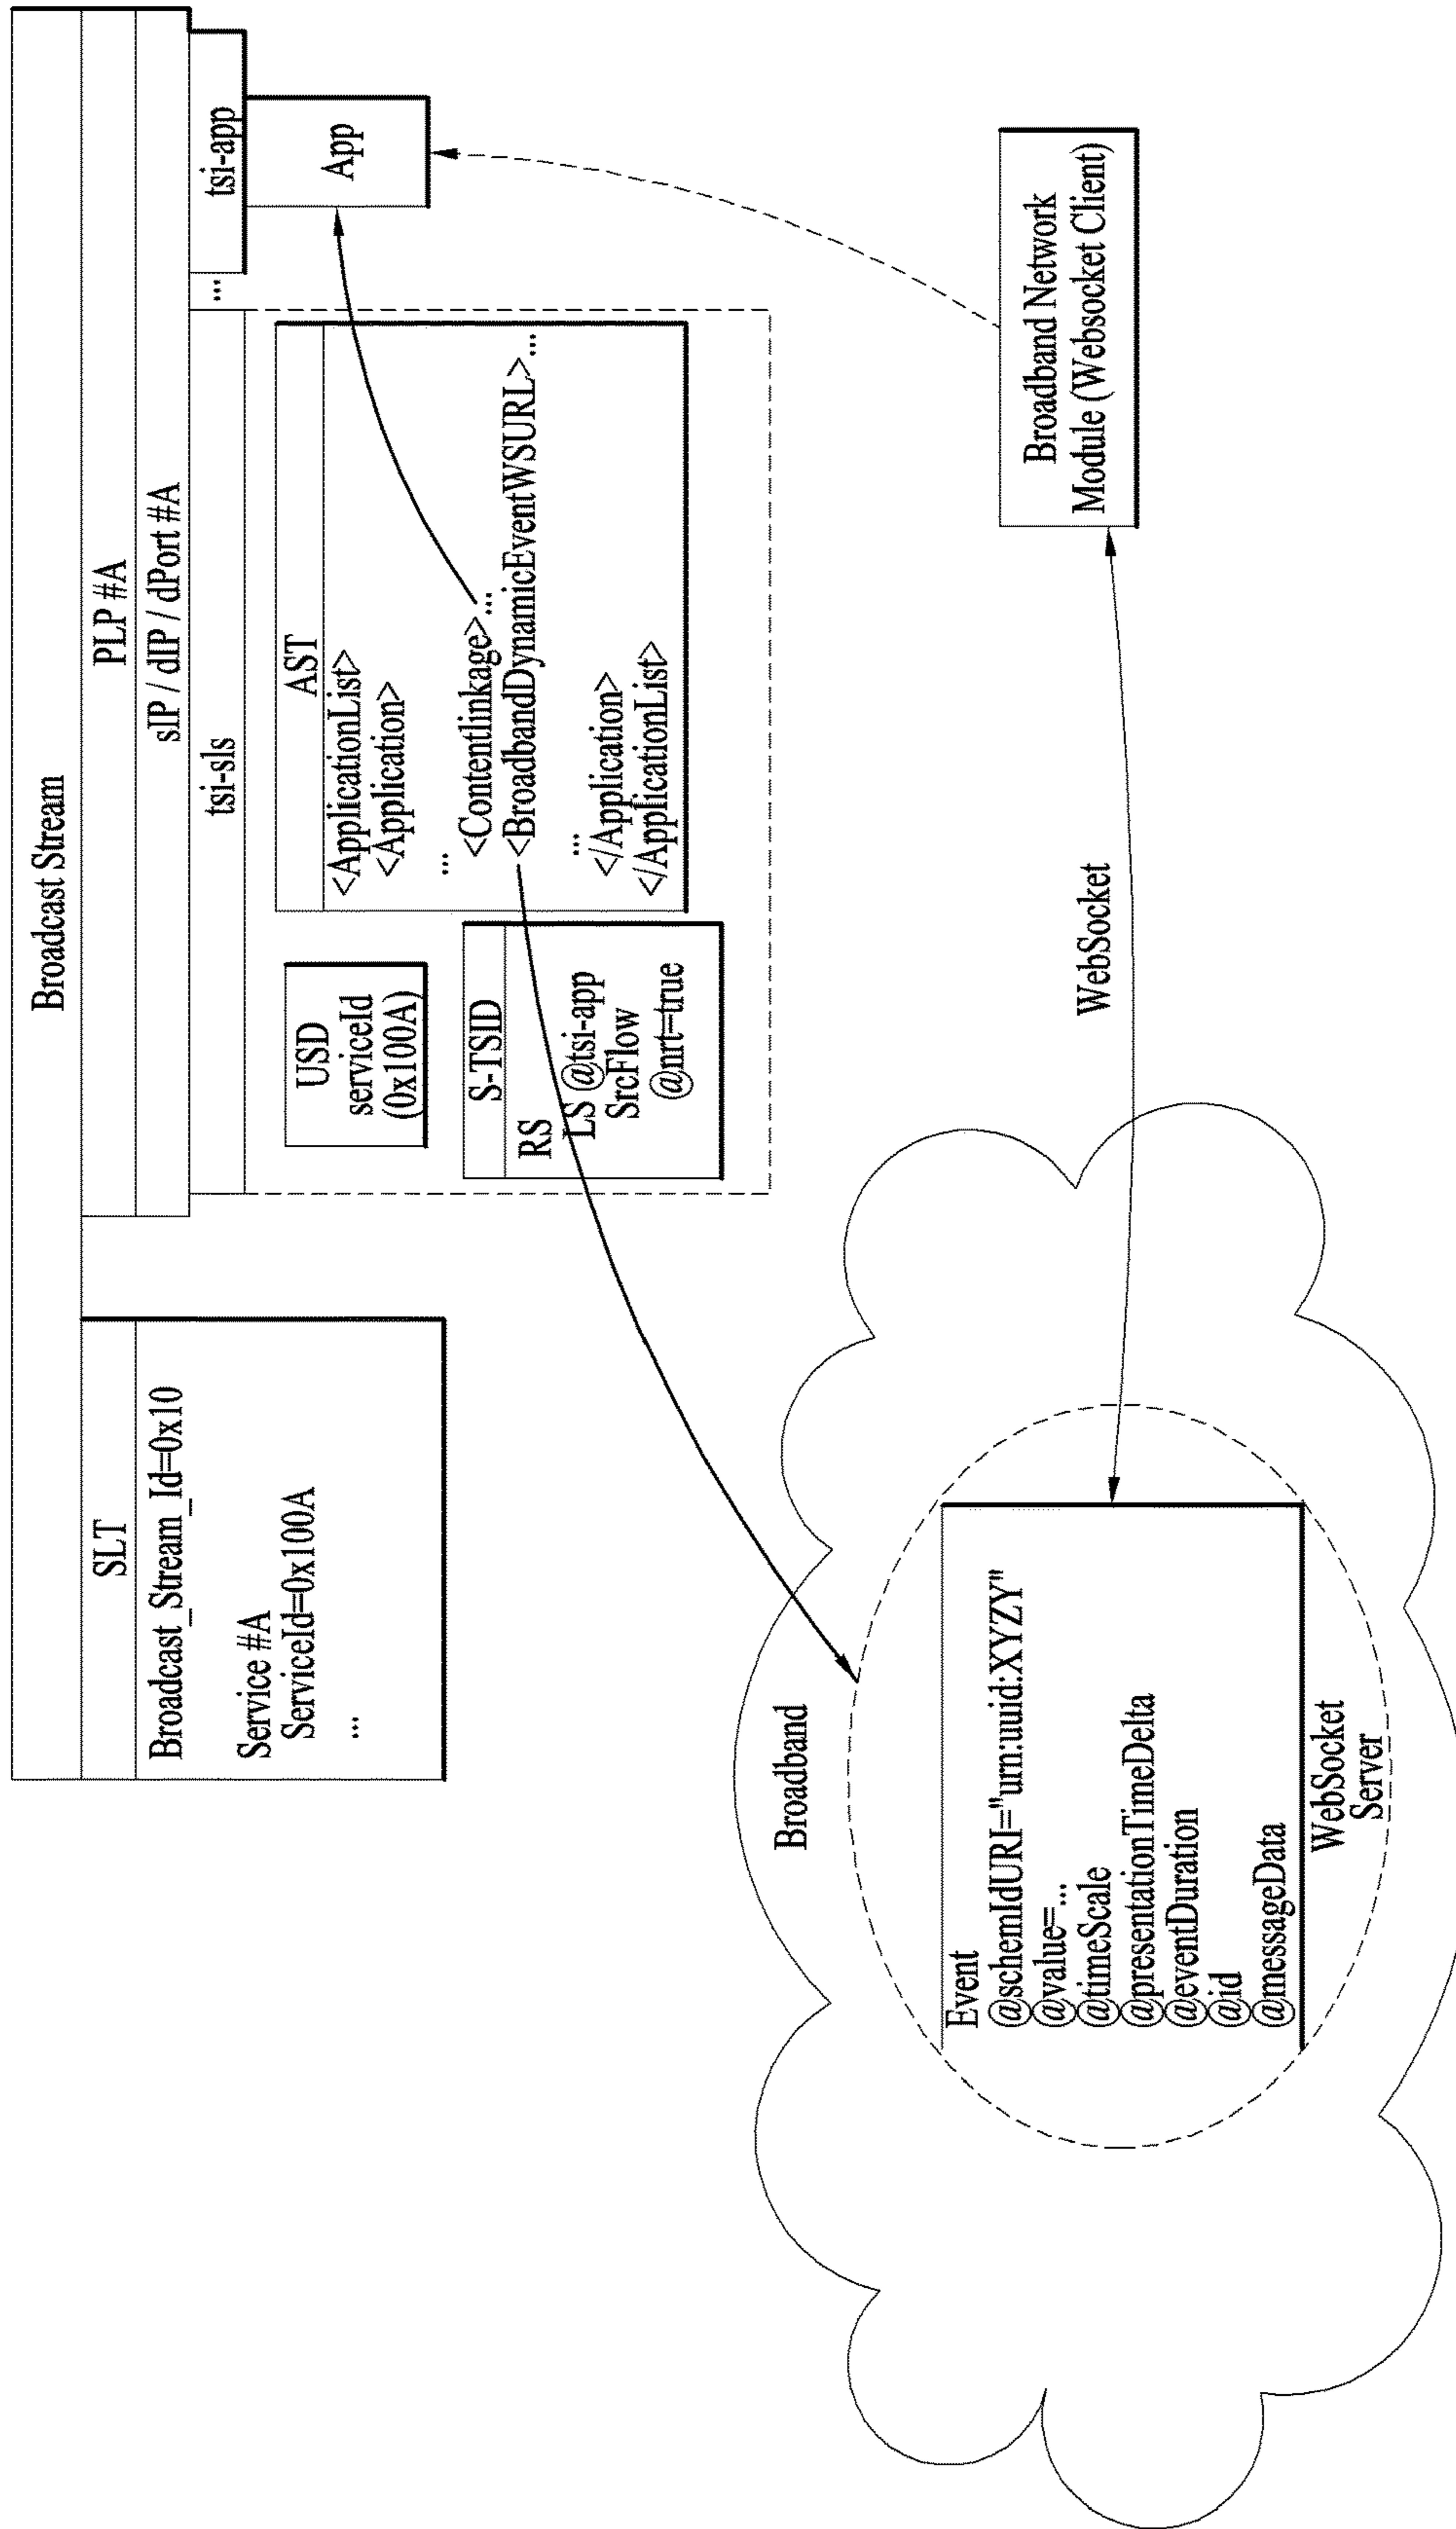 Broadcast Stream
SLT
Broadcast_Stream_Id=0x10
Service #A
ServiceId=0x100A
...
PLP #A
sIP / dIP / dPort #A
tsi-sls
...
tsi-app
App
USD
serviceId
(0x100A)
S-TSID
RS
LS @tsi-app
SrcFlow
@nrt=true
AST
<ApplicationList>
<Application>
...
<Contentlinkage>...
<BroadbandDynamicEventWSURL>...
...
</Application>
</ApplicationList>
Broadband
Event
@schemIdURI="urn:uuid:XYZY"
@value=...
@timeScale
@presentationTimeDelta
@eventDuration
@id
@messageData
WebSocket
Server
WebSocket
Broadband Network
Module (Websocket Client)